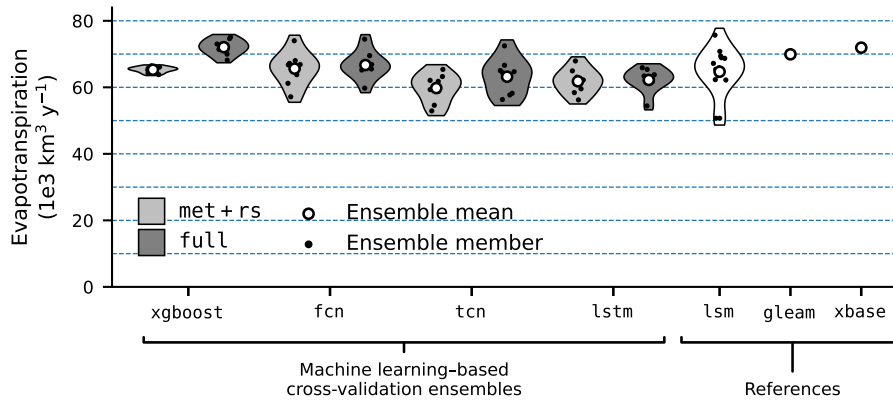 Evapotranspiration
(1e3 km³ y⁻¹)
80
60
40
20
0
met+rs
full
Ensemble mean
Ensemble member
xgboost fcn tcn lstm lsm gleam xbase
Machine learning–based
cross-validation ensembles
References